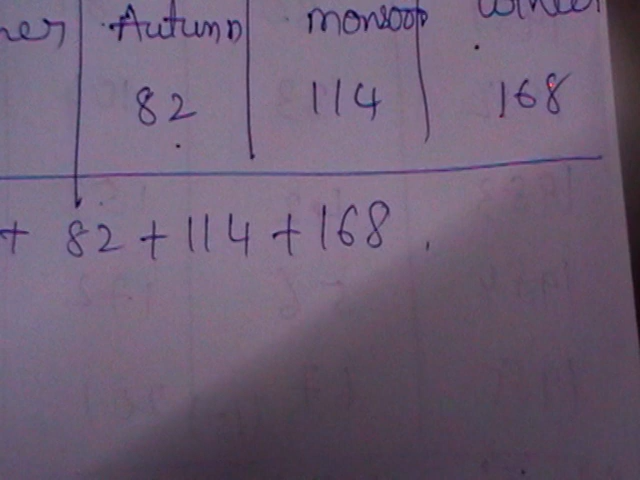 Autumn monsoon
82 114 168
+ 82 + 114 + 168.